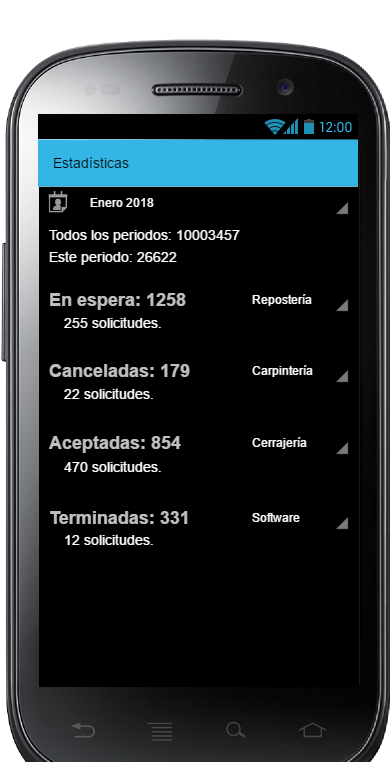 12:00
Estadísticas
Enero 2018
Todos los periodos: 10003457
Este periodo: 26622
En espera: 1258 Repostería
255 solicitudes.
Canceladas: 179 Carpintería
22 solicitudes.
Aceptadas: 854 Cerrajería
470 solicitudes.
Terminadas: 331 Software
12 solicitudes.